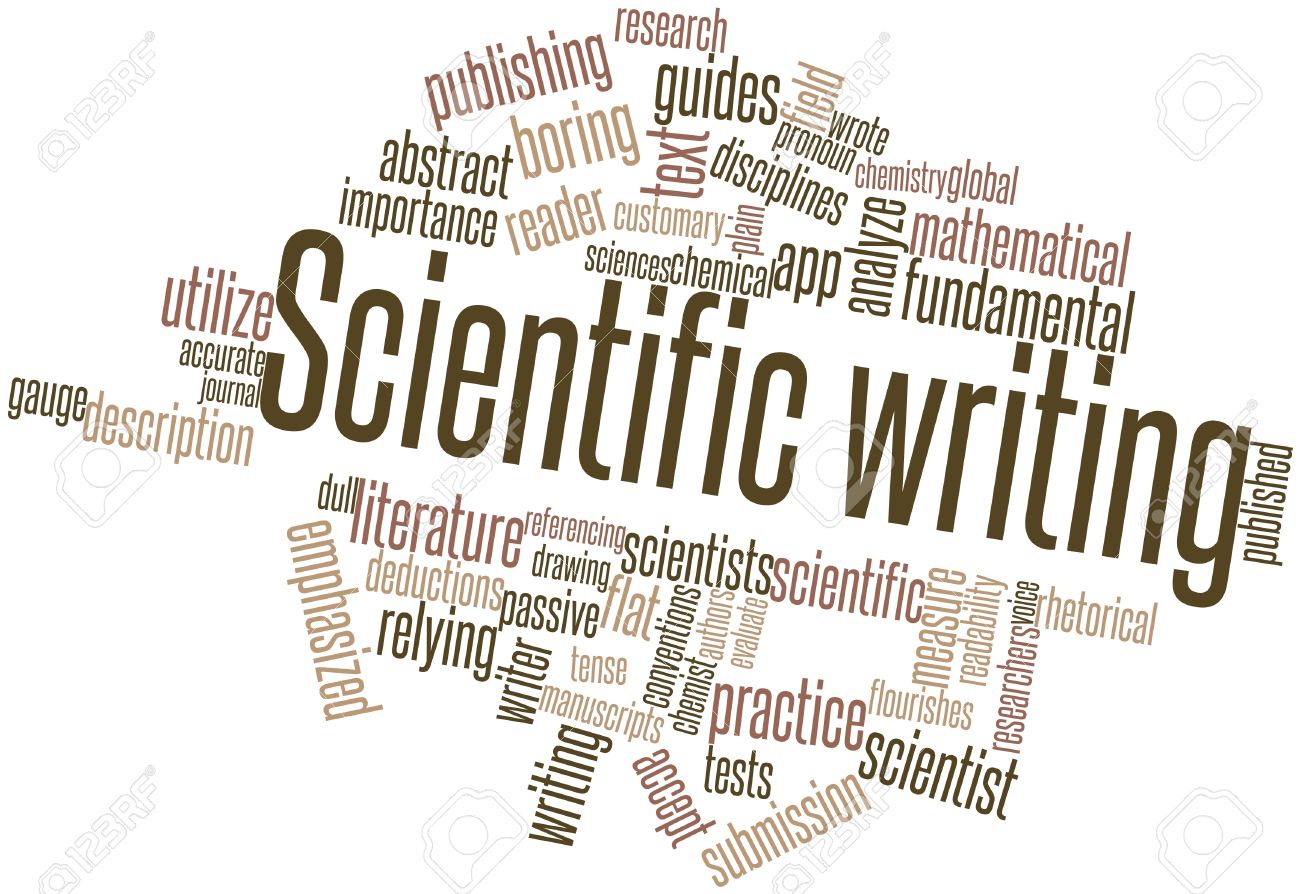 research
publishing
guides
field
wrote
boring
text
pronoun
abstract
disciplines
chemistry
global
importance
reader
customary
plain
analyze
mathematical
sciences
chemical
app
fundamental
utilize
Scientific writing
accurate
journal
gauge
description
published
dull
literature
referencing
emphasized
drawing
scientists
scientific
deductions
passive
flat
measure
readability
voice
rhetorical
relying
conventions
authors
evaluate
writer
tense
chemist
researchers
manuscripts
practice
flourishes
writing
accept
tests
scientist
submission
123RF